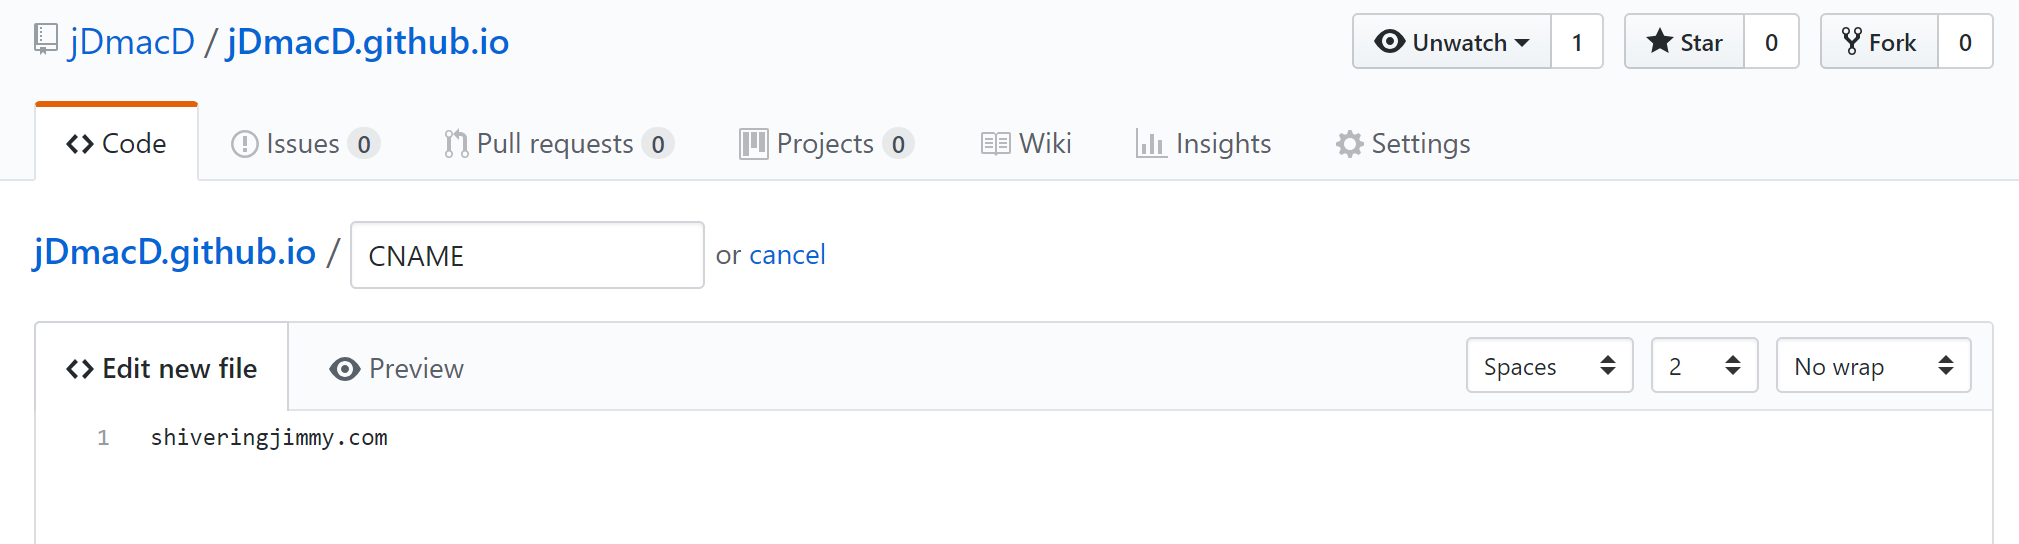 jDmacD / jDmacD.github.io Unwatch 1 Star 0 Fork 0
Code Issues 0 Pull requests 0 Projects 0 Wiki Insights Settings
jDmacD.github.io / CNAME or cancel
Edit new file Preview Spaces 2 No wrap
1 shiveringjimmy.com